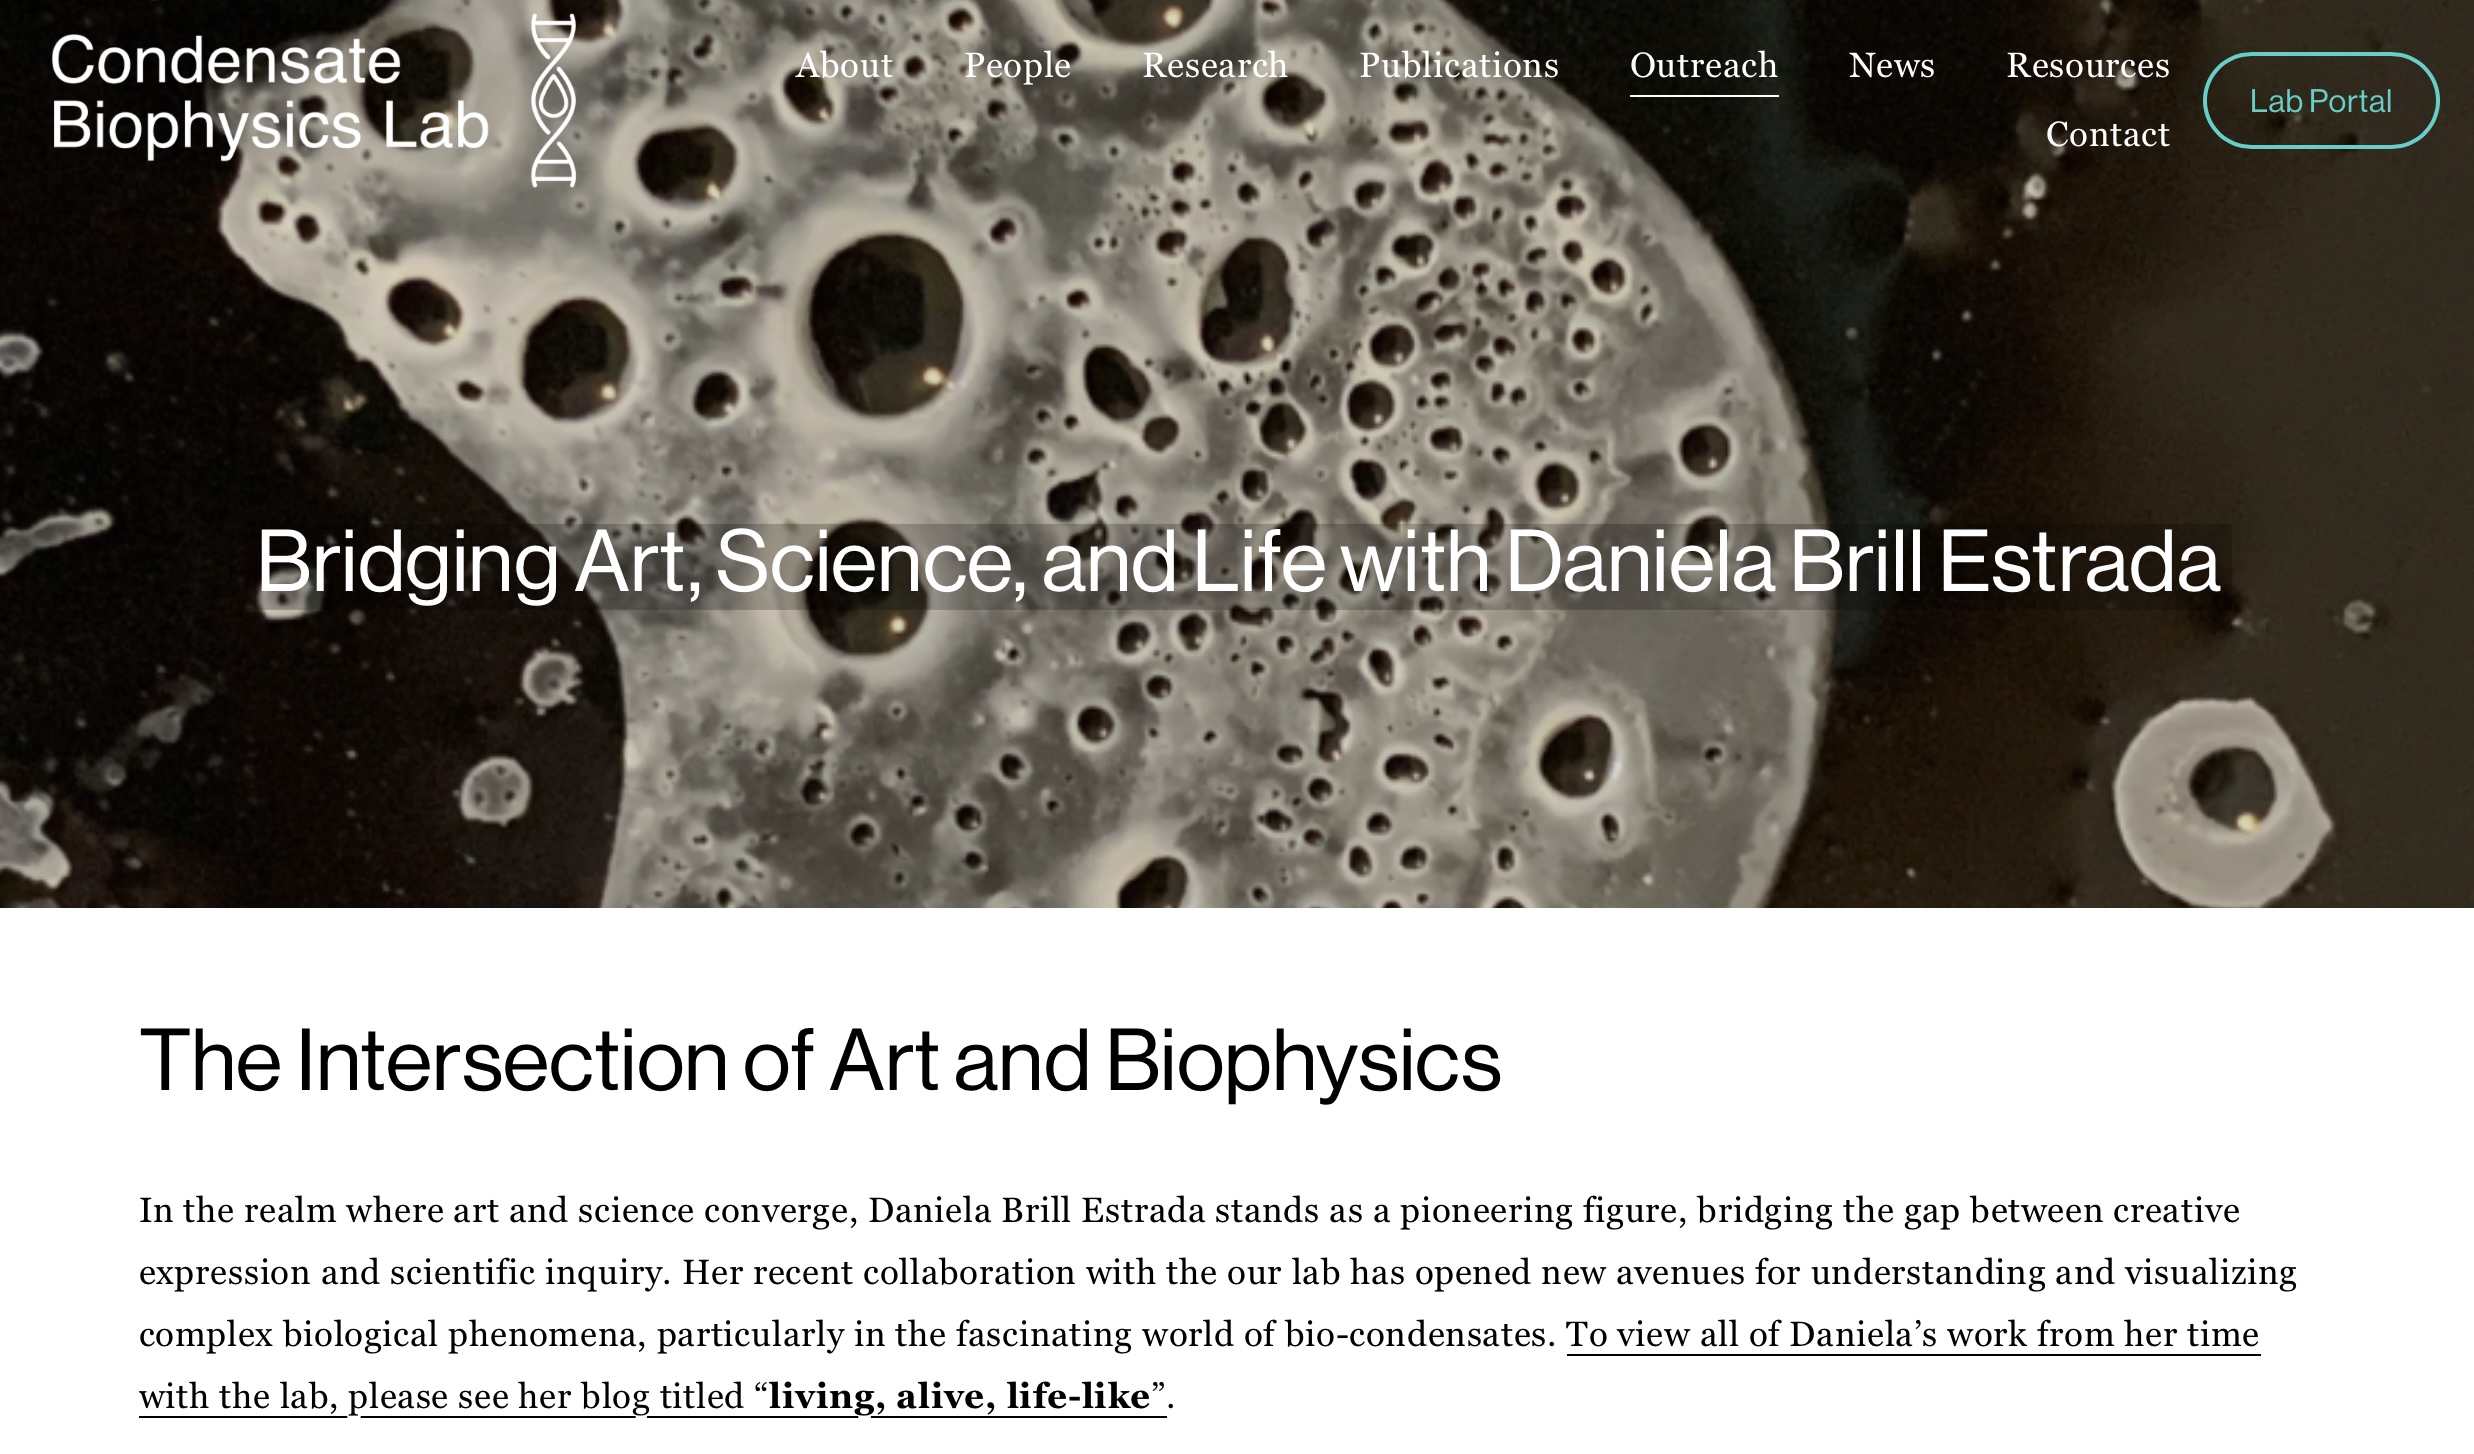 Condensate
Biophysics Lab
About People Research Publications Outreach News Resources
Contact
Lab Portal
Bridging Art, Science, and Life with Daniela Brill Estrada
The Intersection of Art and Biophysics
In the realm where art and science converge, Daniela Brill Estrada stands as a pioneering figure, bridging the gap between creative
expression and scientific inquiry. Her recent collaboration with the our lab has opened new avenues for understanding and visualizing
complex biological phenomena, particularly in the fascinating world of bio-condensates. To view all of Daniela’s work from her time
with the lab, please see her blog titled “living, alive, life-like”.